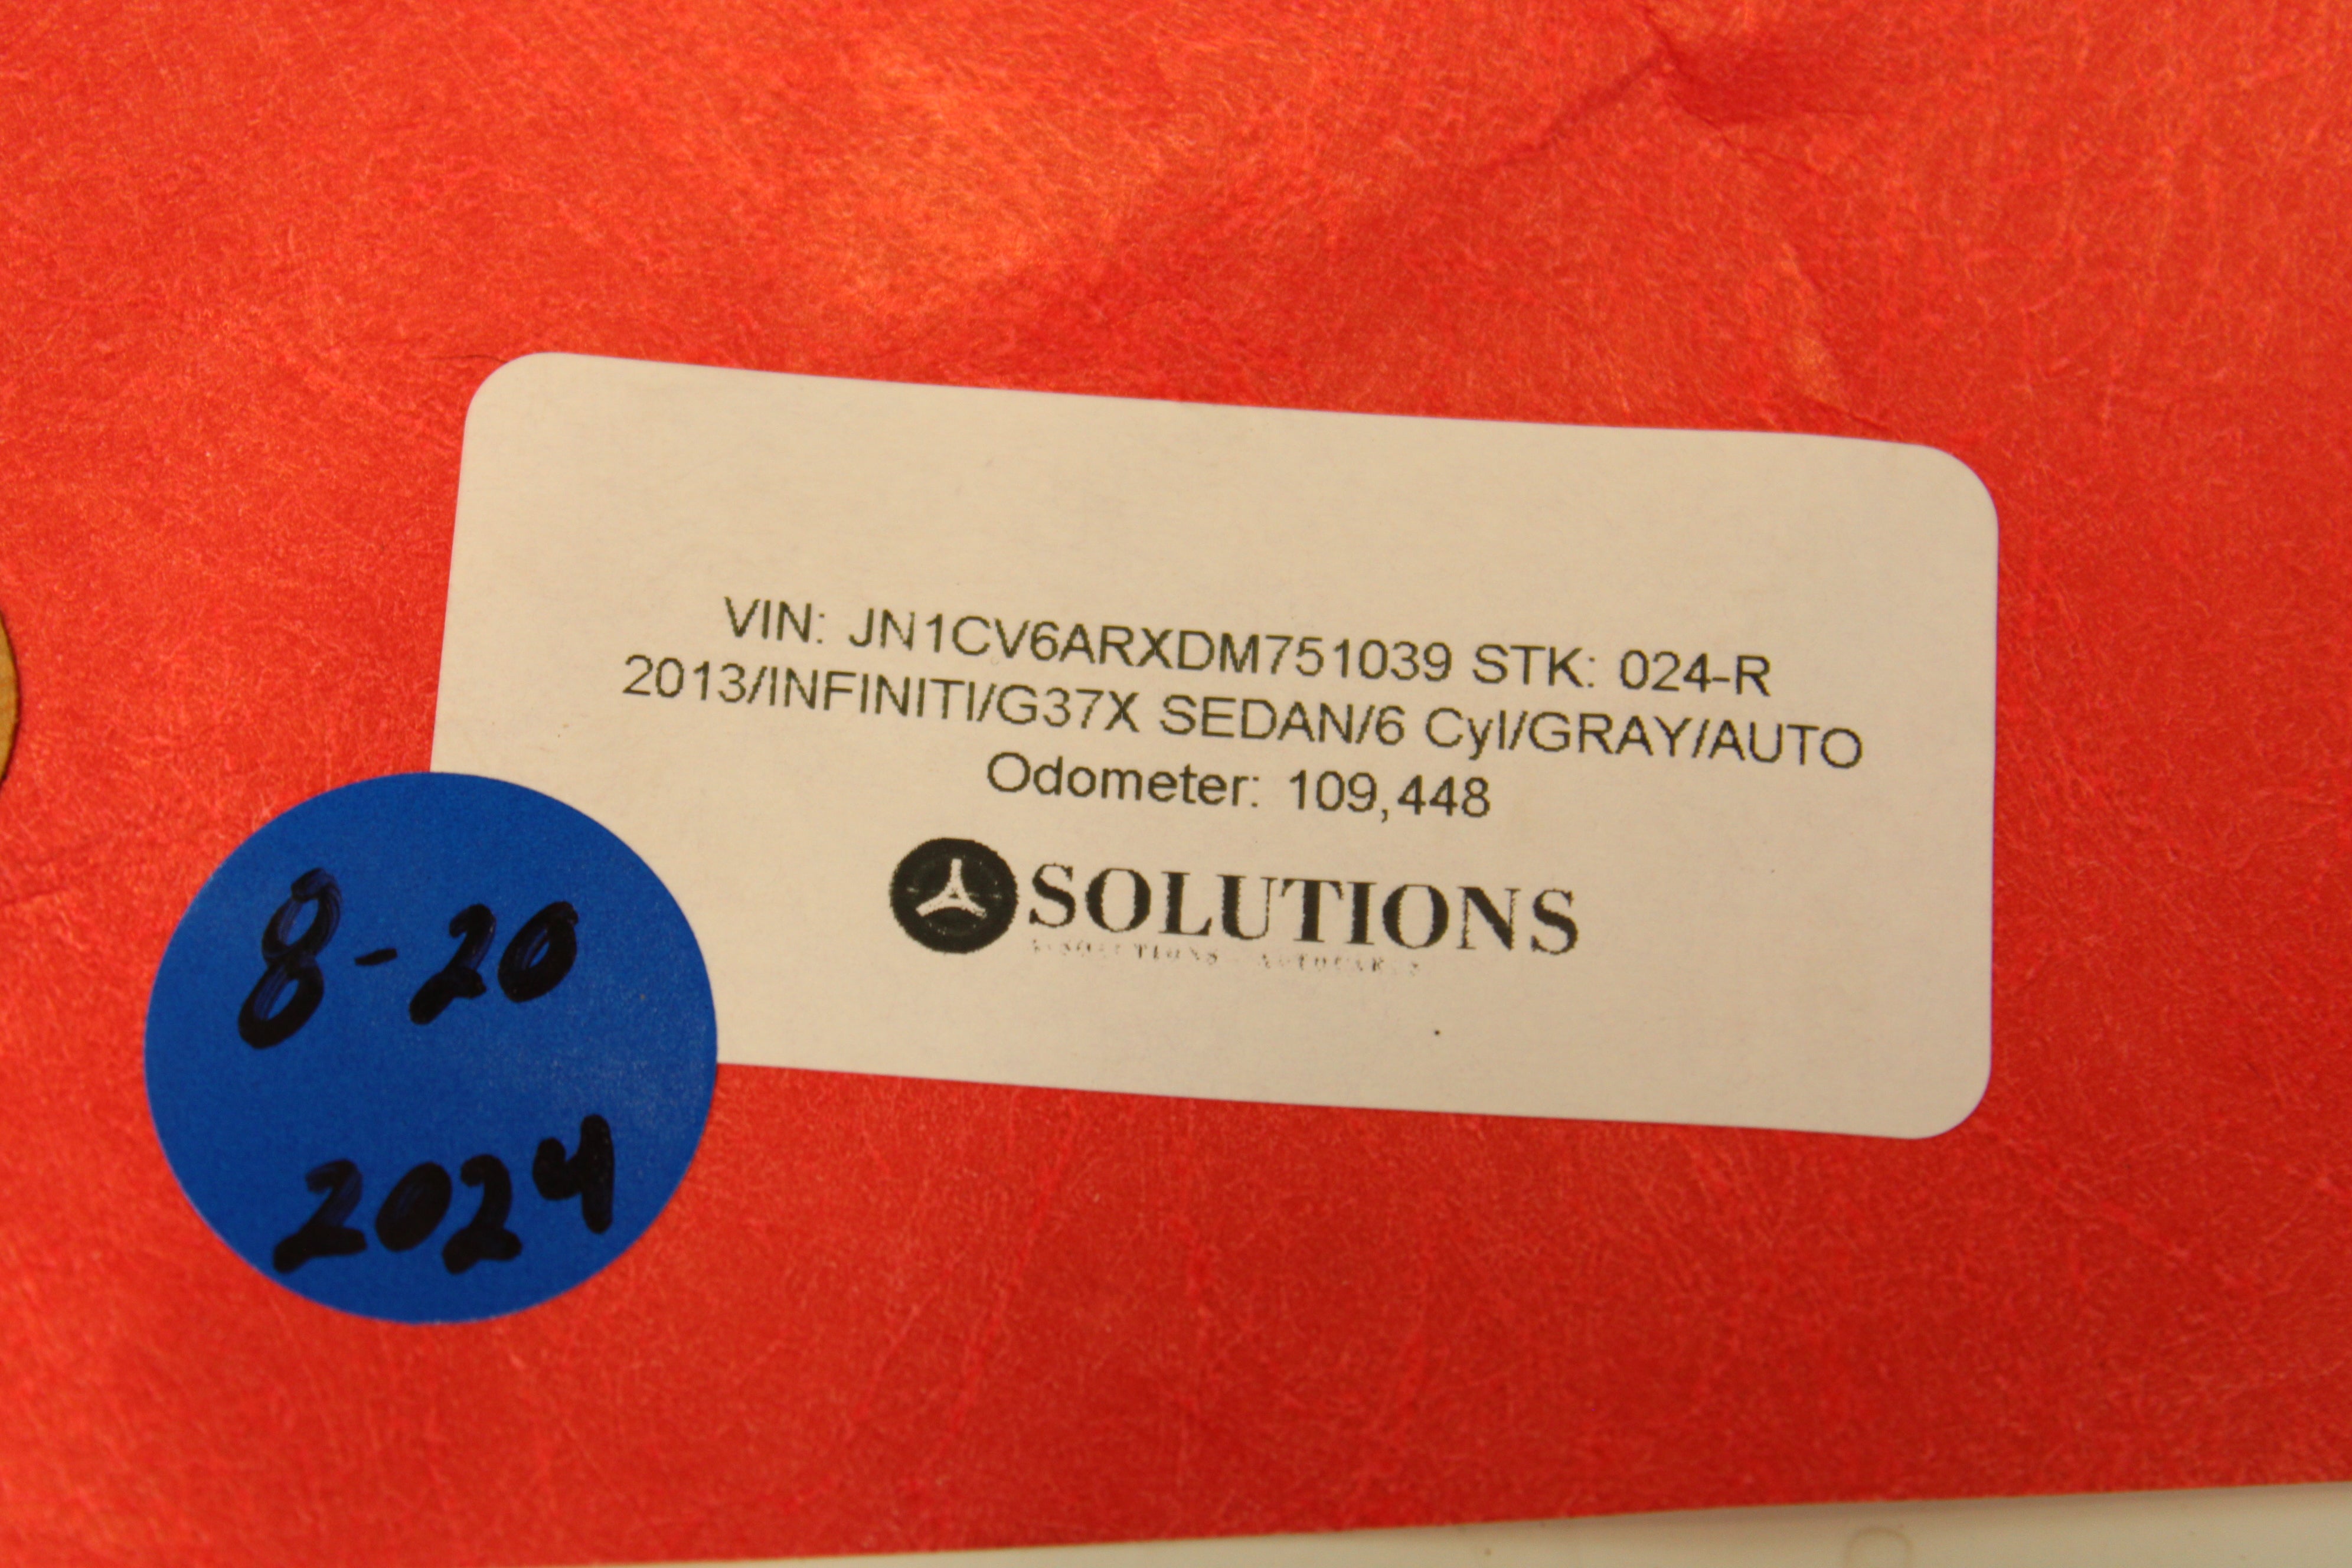 VIN: JN1CV6ARXDM751039 STK: 024-R
2013/INFINITI/G37X SEDAN/6 Cyl/GRAY/AUTO
Odometer: 109,448
SOLUTIONS
8-20
2024